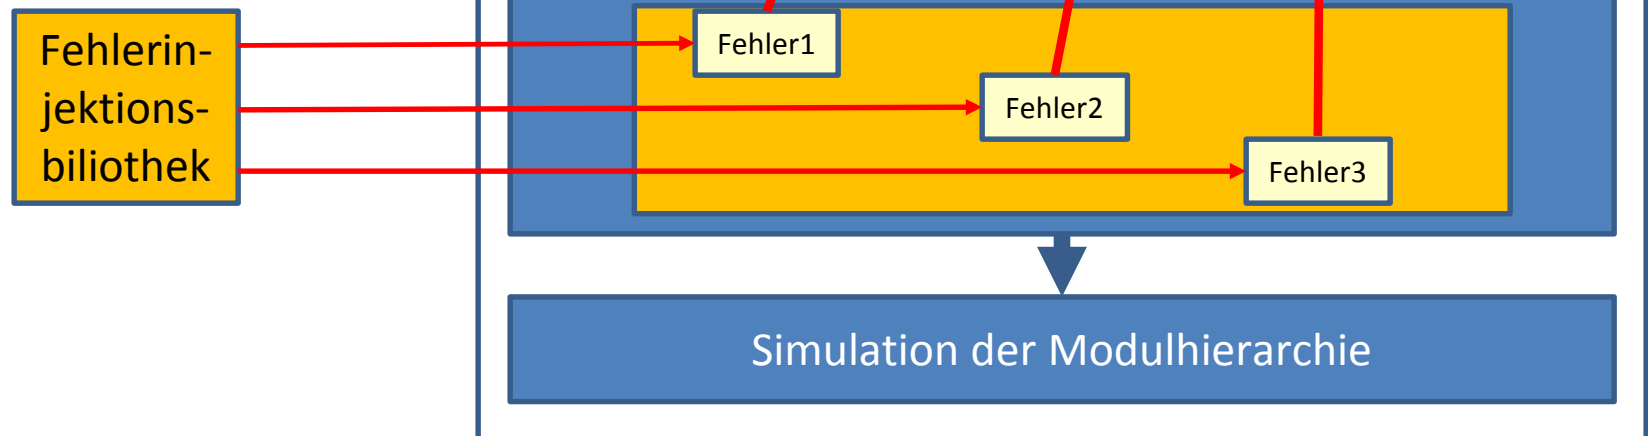 Fehlerin-
jektions-
biliothek
Fehler1
Fehler2
Fehler3
Simulation der Modulhierarchie